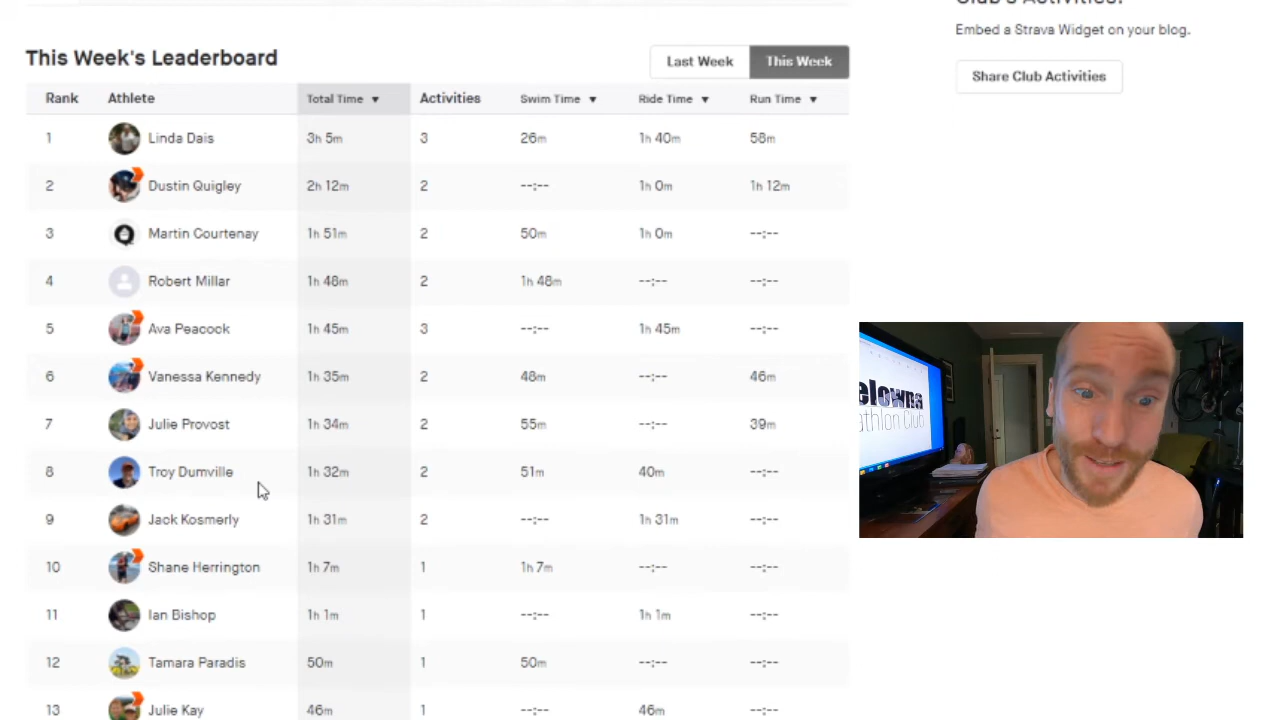 Club's Activities?
Embed a Strava Widget on your blog.
Share Club Activities
This Week's Leaderboard
Last Week This Week
Rank Athlete Total Time ▼ Activities Swim Time ▼ Ride Time ▼ Run Time ▼
1 Linda Dais 3h 5m 3 26m 1h 40m 58m
2 Dustin Quigley 2h 12m 2 --:-- 1h 0m 1h 12m
3 Martin Courtenay 1h 51m 2 50m 1h 0m --:--
4 Robert Millar 1h 48m 2 1h 48m --:-- --:--
5 Ava Peacock 1h 45m 3 --:-- 1h 45m --:--
6 Vanessa Kennedy 1h 35m 2 48m --:-- 46m
7 Julie Provost 1h 34m 2 55m --:-- 39m
8 Troy Dumville 1h 32m 2 51m 40m --:--
9 Jack Kosmerly 1h 31m 2 --:-- 1h 31m --:--
10 Shane Herrington 1h 7m 1 1h 7m --:-- --:--
11 Ian Bishop 1h 1m 1 --:-- 1h 1m --:--
12 Tamara Paradis 50m 1 50m --:-- --:--
13 Julie Kay 46m 1 --:-- 46m --:--
elowna
athlon Club